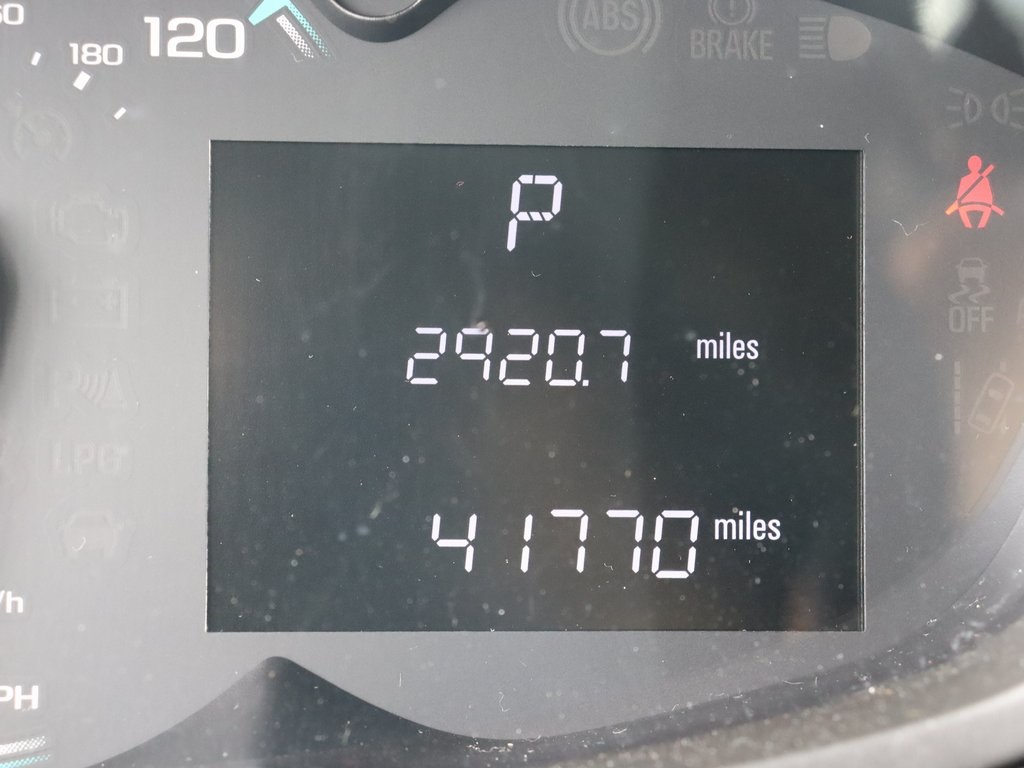 180 120
ABS
BRAKE
P
2920.7 miles
OFF
LPG
41770 miles
/h
PH